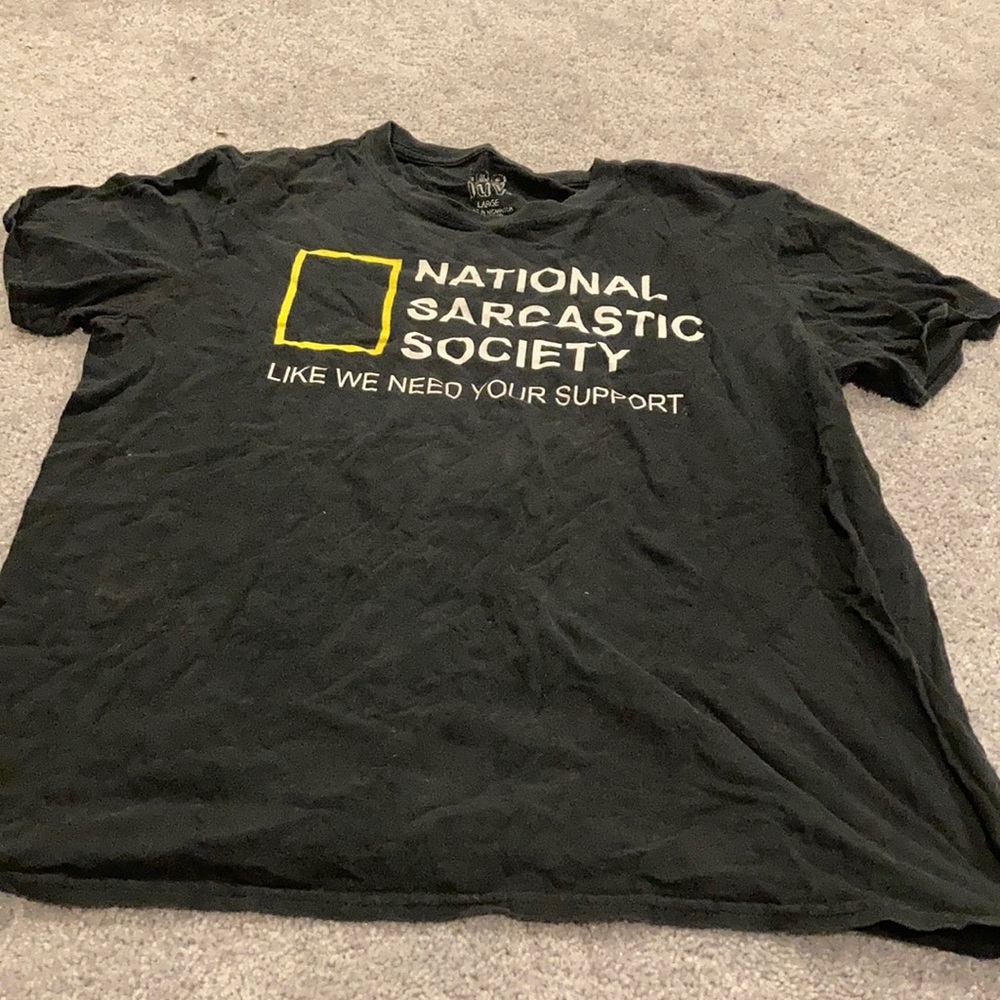 LARGE
NATIONAL
SARCASTIC
SOCIETY
LIKE WE NEED YOUR SUPPORT